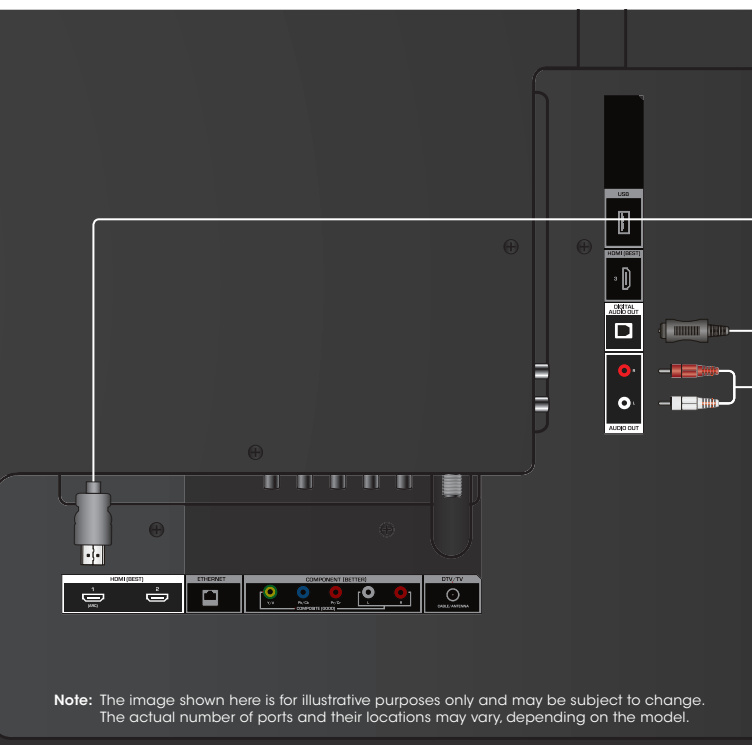 USB
HDMI (BEST)
3
DIGITAL
AUDIO OUT
R
L
AUDIO OUT
HDMI (BEST)
1
2
(ARC)
ETHERNET
COMPONENT (BETTER)
Y/V
Pb/Cb
Pr/Cr
L
R
COMPOSITE (GOOD)
DTV/TV
CABLE/ANTENNA
Note: The image shown here is for illustrative purposes only and may be subject to change.
The actual number of ports and their locations may vary, depending on the model.